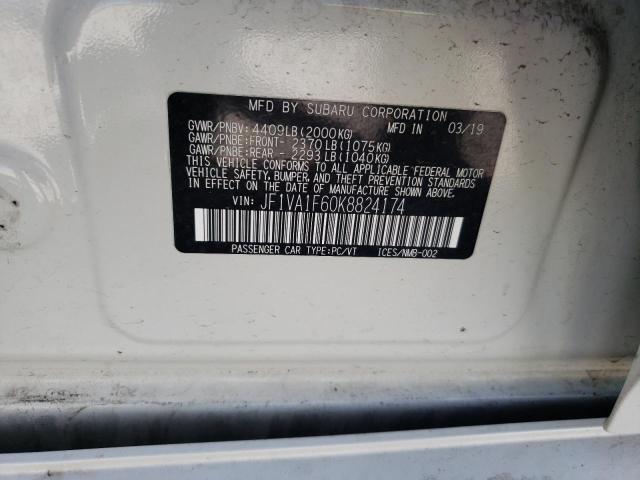 MFD BY SUBARU CORPORATION
GVWR/PNBV: 4409LB(2000KG) MFD IN 03/19
GAWR/PNBE:FRONT- 2370LB(1075KG)
GAWR/PNBE:REAR - 2293LB(1040KG)
THIS VEHICLE CONFORMS TO ALL APPLICABLE FEDERAL MOTOR
VEHICLE SAFETY, BUMPER, AND THEFT PREVENTION STANDARDS
IN EFFECT ON THE DATE OF MANUFACTURE SHOWN ABOVE.
VIN: JF1VA1F60K8824174
PASSENGER CAR TYPE:PC/VT ICES/NMB-002